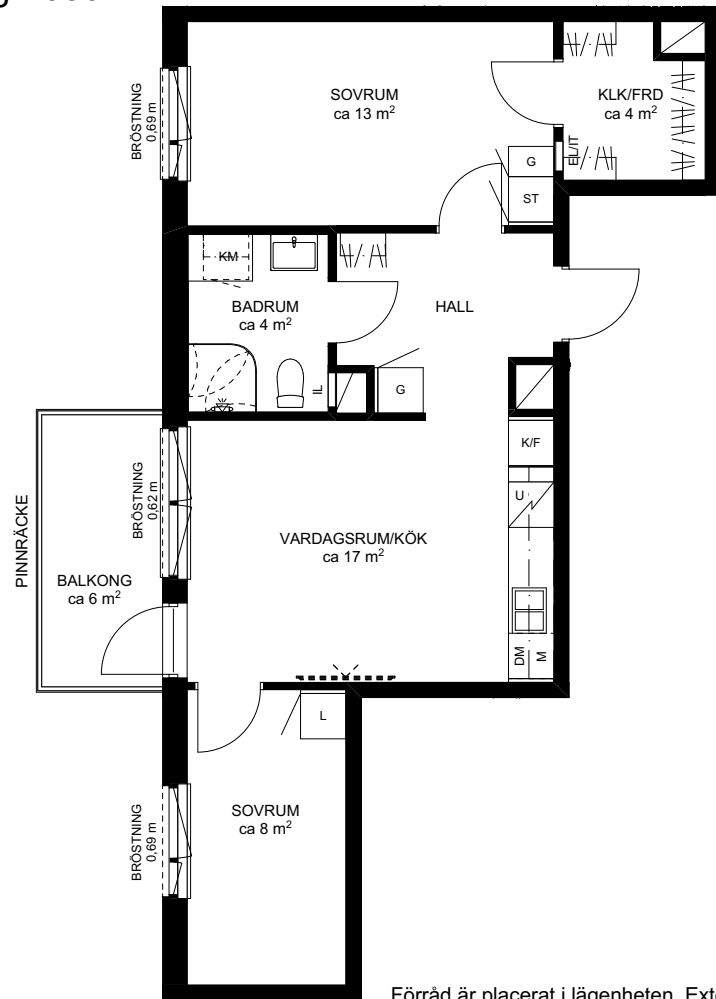 SOVRUM
ca 13 m²
KLK/FRD
ca 4 m²
BRÖSTNING
0,69 m
EL/IT
G
ST
KM
BADRUM
ca 4 m²
HALL
IL
G
K/F
BRÖSTNING
0,62 m
U
PINNRÄCKE
VARDAGSRUM/KÖK
ca 17 m²
BALKONG
ca 6 m²
DM
M
L
SOVRUM
ca 8 m²
BRÖSTNING
0,69 m
Förråd är placerat i lägenheten.